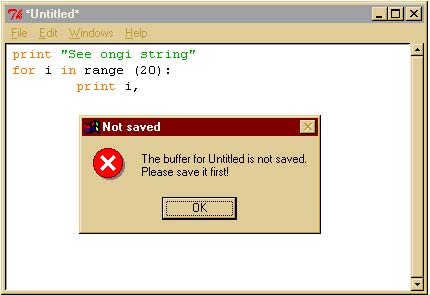 *Untitled*
File Edit Windows Help
print "See ongi string"
for i in range (20):
print i,
Not saved
The buffer for Untitled is not saved.
Please save it first!
OK